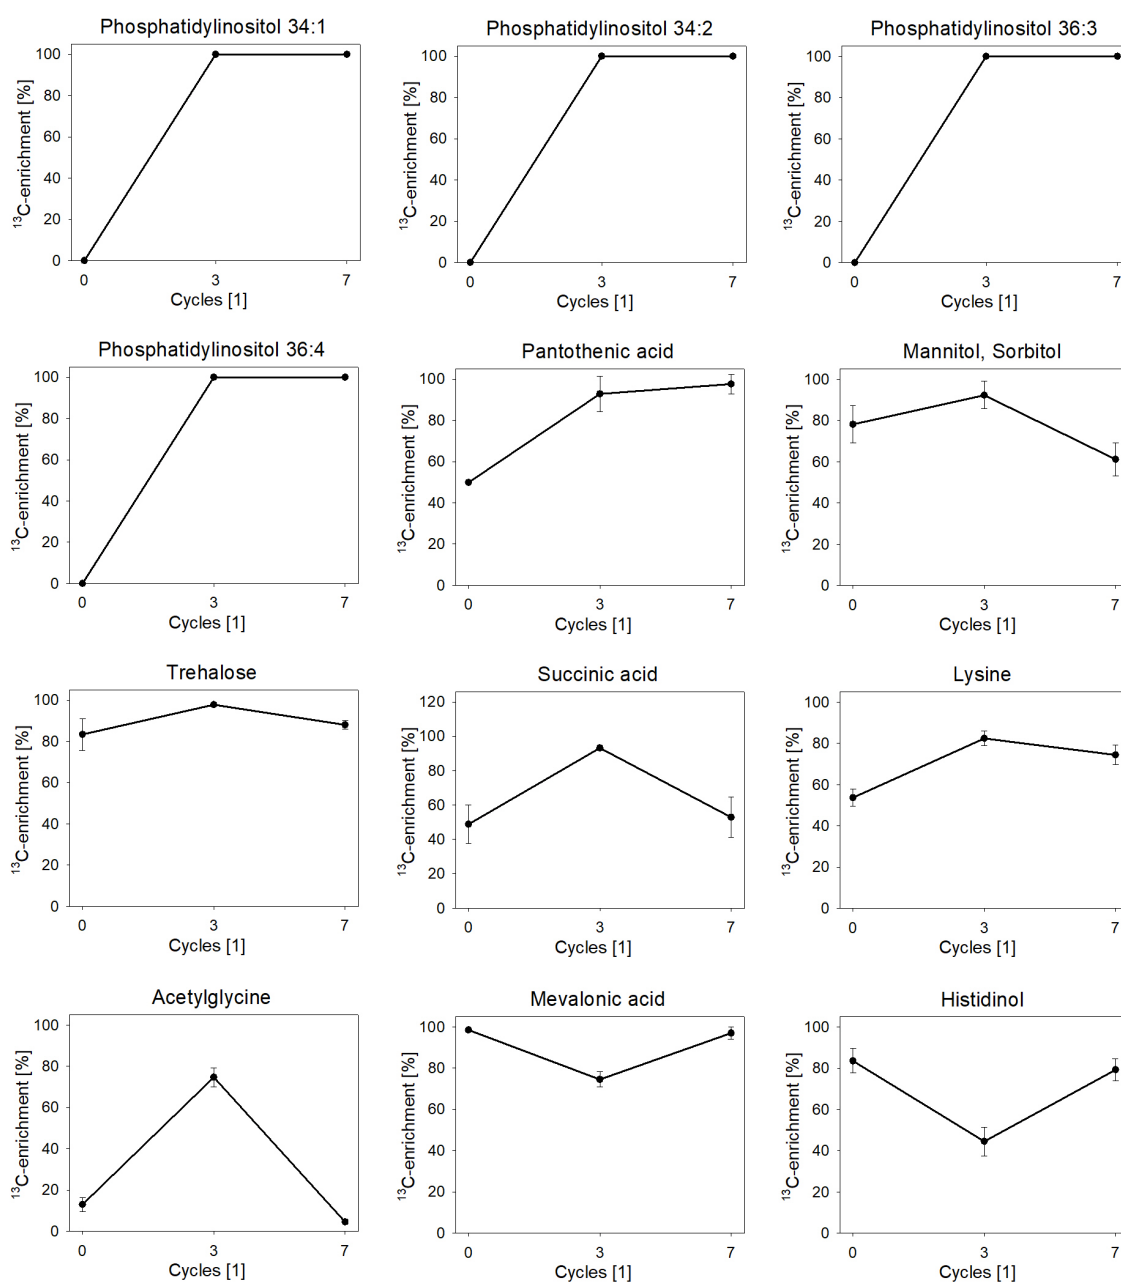 Phosphatidylinositol 34:1
100
80
60
40
20
0
¹³C-enrichment [%]
0 3 7
Cycles [1]
Phosphatidylinositol 34:2
100
80
60
40
20
0
¹³C-enrichment [%]
0 3 7
Cycles [1]
Phosphatidylinositol 36:3
100
80
60
40
20
0
¹³C-enrichment [%]
0 3 7
Cycles [1]
Phosphatidylinositol 36:4
100
80
60
40
20
0
¹³C-enrichment [%]
0 3 7
Cycles [1]
Pantothenic acid
100
80
60
40
20
0
¹³C-enrichment [%]
0 3 7
Cycles [1]
Mannitol, Sorbitol
100
80
60
40
20
0
¹³C-enrichment [%]
0 3 7
Cycles [1]
Trehalose
100
80
60
40
20
0
¹³C-enrichment [%]
0 3 7
Cycles [1]
Succinic acid
120
100
80
60
40
20
0
¹³C-enrichment [%]
0 3 7
Cycles [1]
Lysine
100
80
60
40
20
0
¹³C-enrichment [%]
0 3 7
Cycles [1]
Acetylglycine
100
80
60
40
20
0
¹³C-enrichment [%]
0 3 7
Cycles [1]
Mevalonic acid
100
80
60
40
20
0
¹³C-enrichment [%]
0 3 7
Cycles [1]
Histidinol
100
80
60
40
20
0
¹³C-enrichment [%]
0 3 7
Cycles [1]